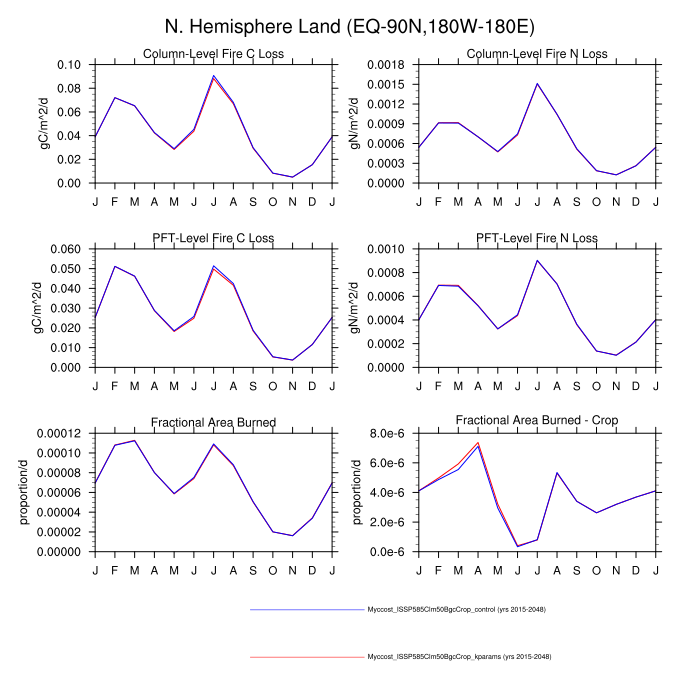 N. Hemisphere Land (EQ-90N,180W-180E)
Column-Level Fire C Loss
gC/m^2/d
0.10
0.08
0.06
0.04
0.02
0.00
J F M A M J J A S O N D J
Column-Level Fire N Loss
gN/m^2/d
0.0018
0.0015
0.0012
0.0009
0.0006
0.0003
0.0000
J F M A M J J A S O N D J
PFT-Level Fire C Loss
gC/m^2/d
0.060
0.050
0.040
0.030
0.020
0.010
0.000
J F M A M J J A S O N D J
PFT-Level Fire N Loss
gN/m^2/d
0.0010
0.0008
0.0006
0.0004
0.0002
0.0000
J F M A M J J A S O N D J
Fractional Area Burned
proportion/d
0.00012
0.00010
0.00008
0.00006
0.00004
0.00002
0.00000
J F M A M J J A S O N D J
Fractional Area Burned - Crop
proportion/d
8.0e-6
6.0e-6
4.0e-6
2.0e-6
0.0e-6
J F M A M J J A S O N D J
Myccost_ISSP585Clm50BgcCrop_control (yrs 2015-2048)
Myccost_ISSP585Clm50BgcCrop_kparams (yrs 2015-2048)